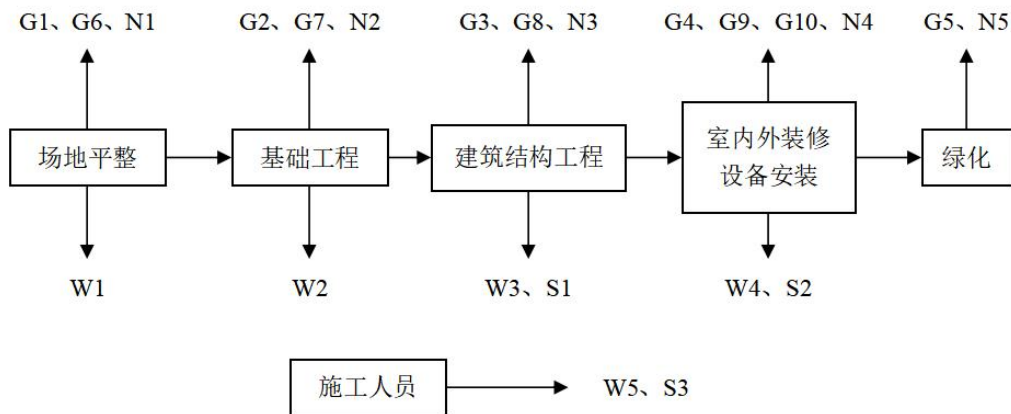 G1、G6、N1
G2、G7、N2
G3、G8、N3
G4、G9、G10、N4
G5、N5
场地平整
基础工程
建筑结构工程
室内外装修
设备安装
绿化
W1
W2
W3、S1
W4、S2
施工人员
W5、S3